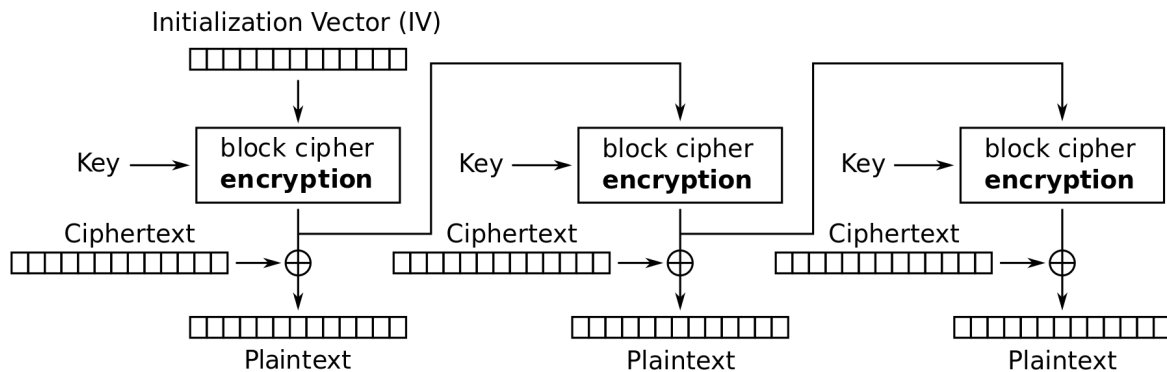 Initialization Vector (IV)
Key
block cipher
encryption
Key
block cipher
encryption
Key
block cipher
encryption
Ciphertext
Ciphertext
Ciphertext
Plaintext
Plaintext
Plaintext